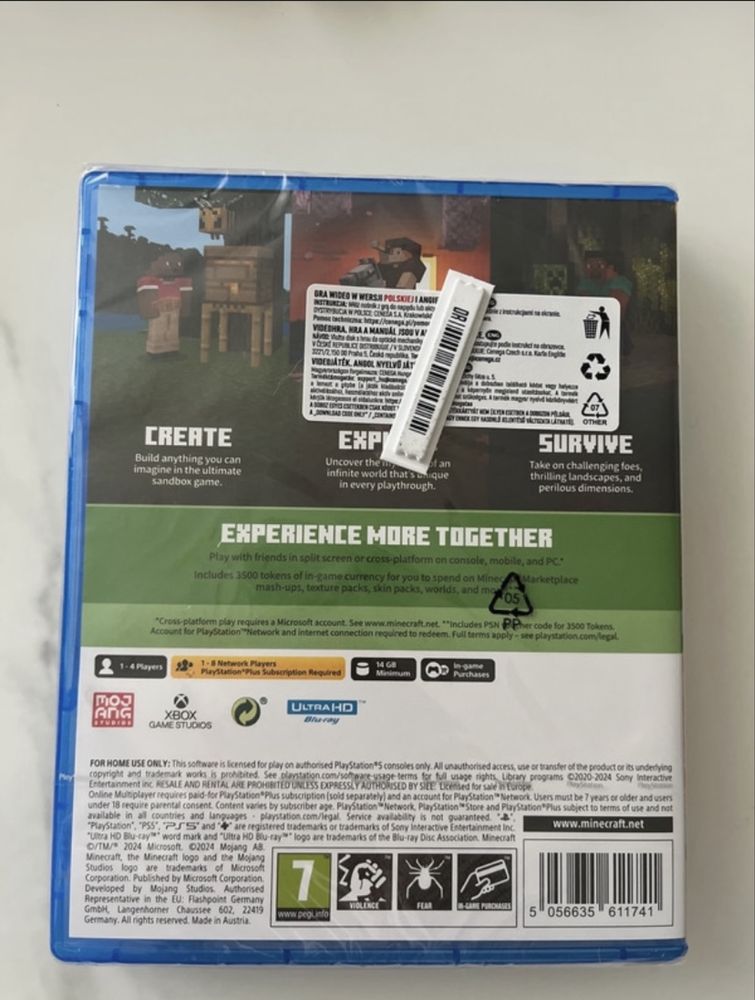 GRA WIDEO W WERSJI POLSKIEJ I ANGIE
DYSTRYBUCJA W POLSCE: CENEGA S.A.
VIDEOHRA, HRA A MANUÁL JSOU V A
VIDEOJÁTÉK, ANGOL NYELVŰ JÁT
z instrukcjami na ekranie.
ENG
07
OTHER
CREATE
Build anything you can
imagine in the ultimate
sandbox game.
Uncover the of an
infinite world that's unique
in every playthrough.
SURVIVE
Take on challenging foes,
thrilling landscapes, and
perilous dimensions.
EXPERIENCE MORE TOGETHER
Play with friends in split screen or cross-platform on console, mobile, and PC.*
Includes 3500 tokens of in-game currency for you to spend on Minecraft Marketplace
mash-ups, texture packs, skin packs, worlds, and
05
PP
*Cross-platform play requires a Microsoft account. See www.minecraft.net. **Includes PSN voucher code for 3500 Tokens.
Account for PlayStation™Network and internet connection required to redeem. Full terms apply – see playstation.com/legal.
1 - 4 Players
1 - 8 Network Players
PlayStation®Plus Subscription Required
14 GB
Minimum
In-game
Purchases
MOJANG
STUDIOS
XBOX
GAME STUDIOS
ULTRA HD
Blu-ray™
FOR HOME USE ONLY: This software is licensed for play on authorised PlayStation®5 consoles only. All unauthorised access, use or transfer of the product or its underlying
copyright and trademark works is prohibited. See playstation.com/software-usage-terms for full usage rights. Library programs ©2020-2024 Sony Interactive
Entertainment Inc. RESALE AND RENTAL ARE PROHIBITED UNLESS EXPRESSLY AUTHORISED BY SIEE. Licensed for sale in Europe.
Online Multiplayer requires paid-for PlayStation®Plus subscription (sold separately) and an account for PlayStation™Network. Users must be 7 years or older and users
under 18 require parental consent. Content varies by subscriber age. PlayStation™Network, PlayStation™Store and PlayStation®Plus subject to terms of use and not
available in all countries and languages - playstation.com/legal. Service availability is not guaranteed.
"PlayStation", "PS5", "PS5" and are registered trademarks or trademarks of Sony Interactive Entertainment Inc.
"Ultra HD Blu-ray™" word mark and "Ultra HD Blu-ray™" logo are trademarks of the Blu-ray Disc Association. Minecraft
©/TM/® 2024 Microsoft. ©2024 Mojang AB.
Minecraft, the Minecraft logo and the Mojang
Studios logo are trademarks of Microsoft
Corporation. Published by Microsoft Corporation.
Developed by Mojang Studios. Authorised
Representative in the EU: Flashpoint Germany
GmbH, Langenhorner Chaussee 602, 22419
Germany. All rights reserved. Made in Austria.
www.minecraft.net
7
www.pegi.info
VIOLENCE
FEAR
IN-GAME PURCHASES
5 056635 611741